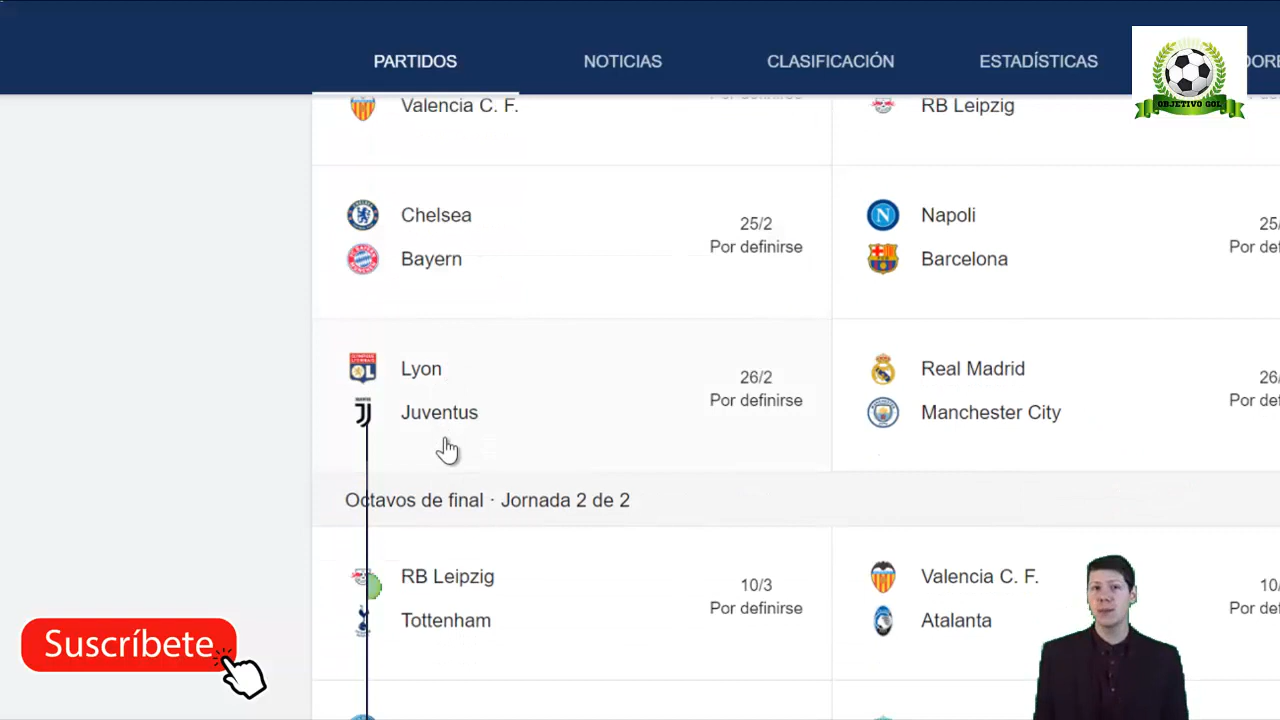 PARTIDOS
NOTICIAS
CLASIFICACIÓN
ESTADÍSTICAS
OBJETIVO GOL
Valencia C. F.
RB Leipzig
Chelsea
Bayern
25/2
Por definirse
Napoli
Barcelona
Lyon
Juventus
26/2
Por definirse
Real Madrid
Manchester City
Octavos de final · Jornada 2 de 2
RB Leipzig
Tottenham
10/3
Por definirse
Valencia C. F.
Atalanta
Suscríbete